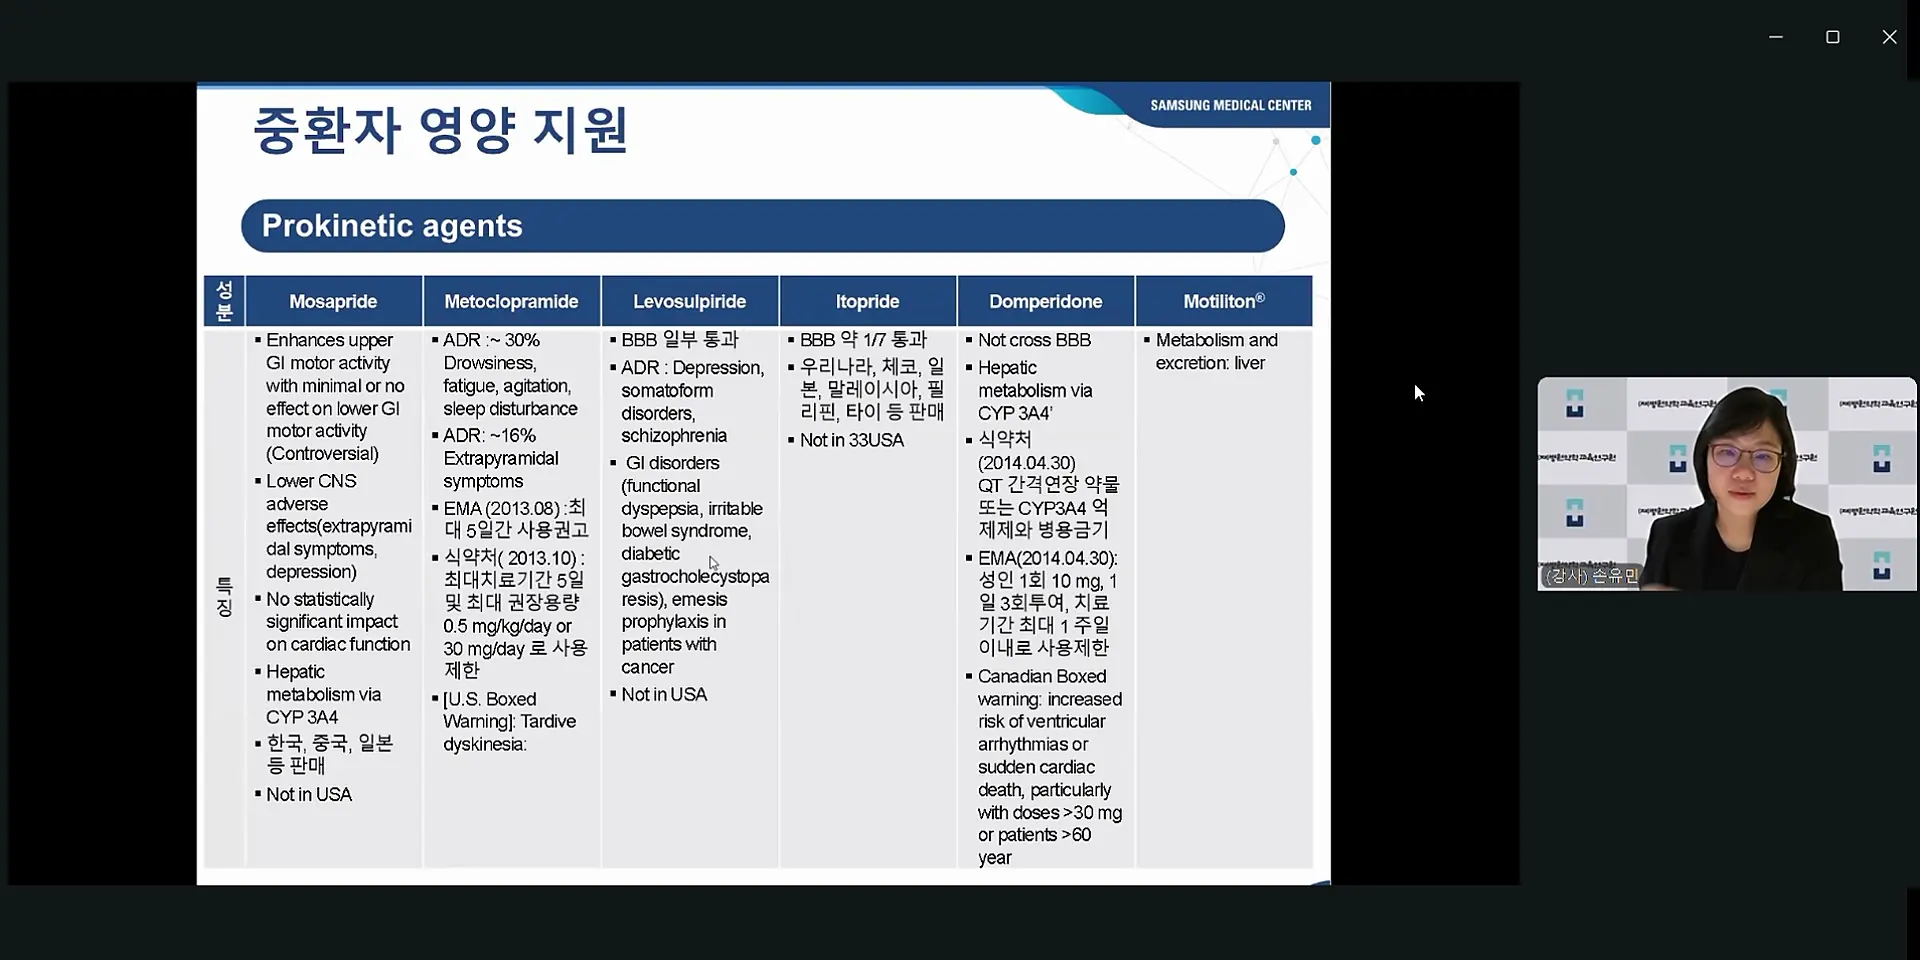 SAMSUNG MEDICAL CENTER
중환자 영양 지원
Prokinetic agents
성
분
Mosapride
Metoclopramide
Levosulpiride
Itopride
Domperidone
Motiliton®
특
징
▪ Enhances upper
GI motor activity
with minimal or no
effect on lower GI
motor activity
(Controversial)
▪ Lower CNS
adverse
effects(extrapyrami
dal symptoms,
depression)
▪ No statistically
significant impact
on cardiac function
▪ Hepatic
metabolism via
CYP 3A4
▪ 한국, 중국, 일본
등 판매
▪ Not in USA
▪ ADR :~ 30%
Drowsiness,
fatigue, agitation,
sleep disturbance
▪ ADR: ~16%
Extrapyramidal
symptoms
▪ EMA (2013.08) :최
대 5일간 사용권고
▪ 식약처( 2013.10) :
최대치료기간 5일
및 최대 권장용량
0.5 mg/kg/day or
30 mg/day 로 사용
제한
▪ [U.S. Boxed
Warning]: Tardive
dyskinesia:
▪ BBB 일부 통과
▪ ADR : Depression,
somatoform
disorders,
schizophrenia
▪ GI disorders
(functional
dyspepsia, irritable
bowel syndrome,
diabetic
gastrocholecystopa
resis), emesis
prophylaxis in
patients with
cancer
▪ Not in USA
▪ BBB 약 1/7 통과
▪ 우리나라, 체코, 일
본, 말레이시아, 필
리핀, 타이 등 판매
▪ Not in 33USA
▪ Not cross BBB
▪ Hepatic
metabolism via
CYP 3A4'
▪ 식약처
(2014.04.30)
QT 간격연장 약물
또는 CYP3A4 억
제제와 병용금기
▪ EMA(2014.04.30):
성인 1회 10 mg, 1
일 3회투여, 치료
기간 최대 1 주일
이내로 사용제한
▪ Canadian Boxed
warning: increased
risk of ventricular
arrhythmias or
sudden cardiac
death, particularly
with doses >30 mg
or patients >60
year
▪ Metabolism and
excretion: liver
(재)병원약학교육연구원
(강사) 손유민